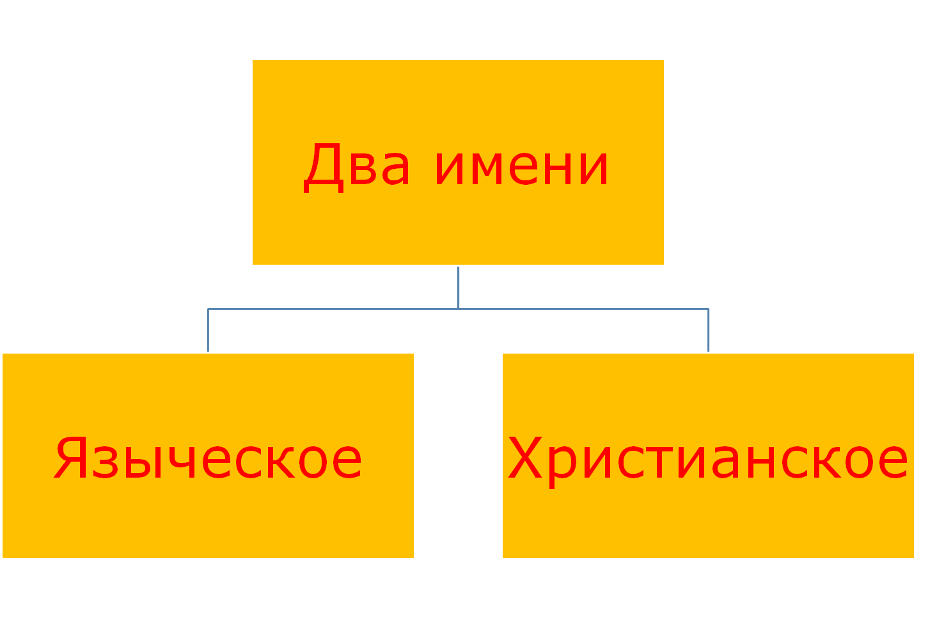 Два имени
Языческое
Христианское